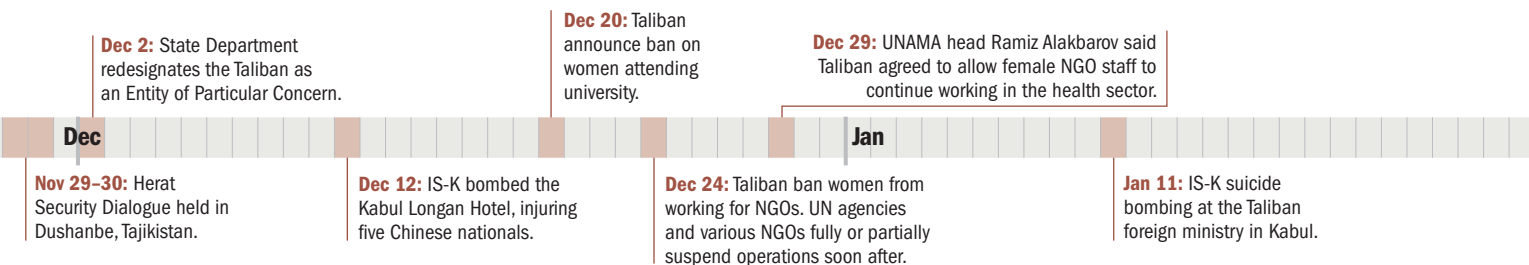 Dec 2: State Department
redesignates the Taliban as
an Entity of Particular Concern.
Dec 20: Taliban
announce ban on
women attending
university.
Dec 29: UNAMA head Ramiz Alakbarov said
Taliban agreed to allow female NGO staff to
continue working in the health sector.
Dec
Jan
Nov 29–30: Herat
Security Dialogue held in
Dushanbe, Tajikistan.
Dec 12: IS-K bombed the
Kabul Longan Hotel, injuring
five Chinese nationals.
Dec 24: Taliban ban women from
working for NGOs. UN agencies
and various NGOs fully or partially
suspend operations soon after.
Jan 11: IS-K suicide
bombing at the Taliban
foreign ministry in Kabul.